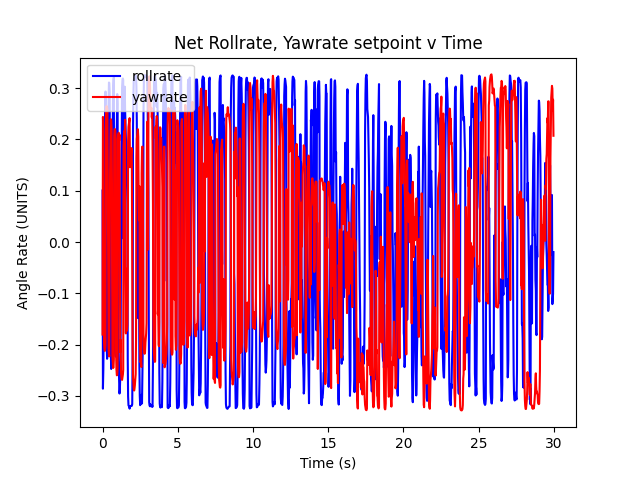 Net Rollrate, Yawrate setpoint v Time
rollrate
yawrate
Angle Rate (UNITS)
0.3
0.2
0.1
0.0
−0.1
−0.2
−0.3
0 5 10 15 20 25 30
Time (s)